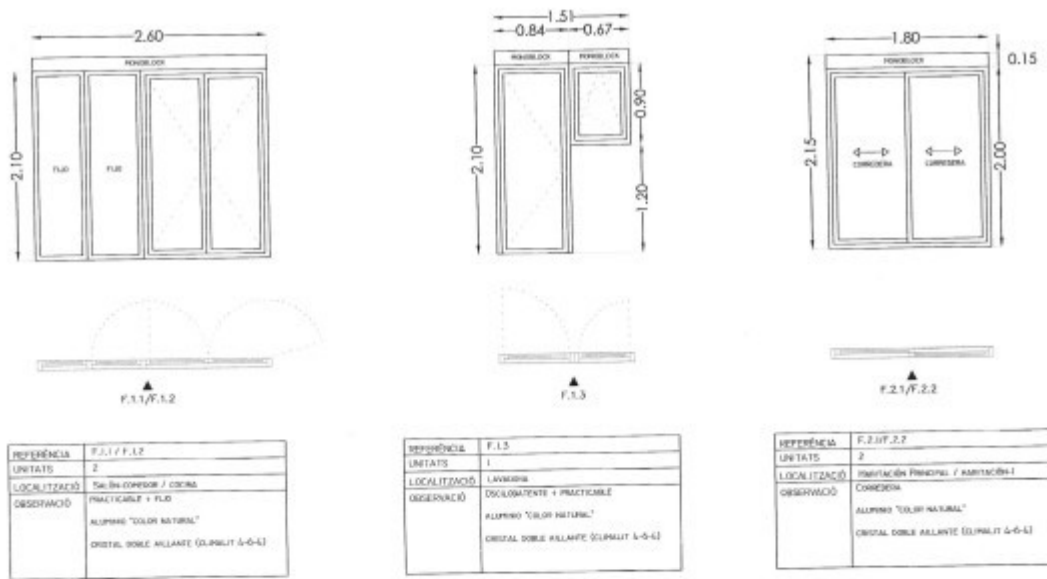 2.60
MONOBLOCK
2.10
FIJO
FIJO
F.1.1/F.1.2
REFERÈNCIA F.1.1 / F.1.2
UNITATS 2
LOCALITZACIÓ SALÓN-COMEDOR / COCINA
OBSERVACIÓ PRACTICABLE + FIJO
ALUMINIO "COLOR NATURAL"
CRISTAL DOBLE AILLANTE (CLIMALIT 4-6-4)
1.51
0.84
0.67
MONOBLOCK
MONOBLOCK
2.10
0.90
1.20
F.1.3
REFERÈNCIA F.1.3
UNITATS 1
LOCALITZACIÓ LAVADERO
OBSERVACIÓ OSCILOBATENTE + PRACTICABLE
ALUMINIO "COLOR NATURAL"
CRISTAL DOBLE AILLANTE (CLIMALIT 4-6-4)
1.80
MONOBLOCK
0.15
2.15
CORREDERA
CORREDERA
2.00
F.2.1/F.2.2
REFERÈNCIA F.2.1/F.2.2
UNITATS 2
LOCALITZACIÓ HABITACIÓN PRINCIPAL / HABITACIÓN-1
OBSERVACIÓ CORREDERA
ALUMINIO "COLOR NATURAL"
CRISTAL DOBLE AILLANTE (CLIMALIT 4-6-4)